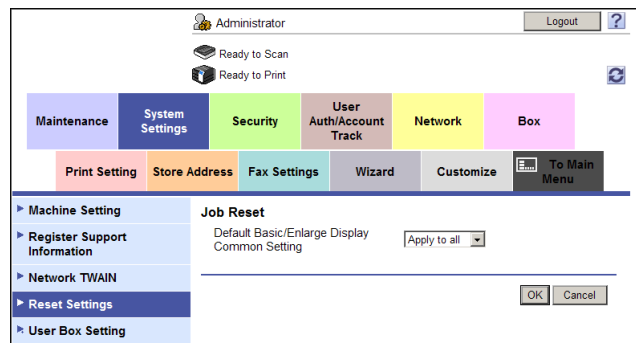 Administrator
Logout
?
Ready to Scan
Ready to Print
Maintenance
System
Settings
Security
User
Auth/Account
Track
Network
Box
Print Setting
Store Address
Fax Settings
Wizard
Customize
To Main
Menu
Machine Setting
Register Support
Information
Network TWAIN
Reset Settings
User Box Setting
Job Reset
Default Basic/Enlarge Display
Common Setting
Apply to all
OK
Cancel